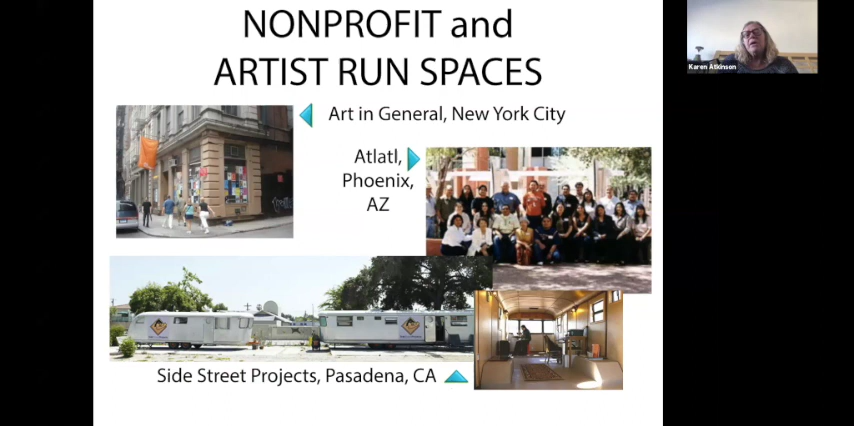 NONPROFIT and
ARTIST RUN SPACES
Art in General, New York City
Atlatl,
Phoenix,
AZ
Side Street Projects, Pasadena, CA
Karen Atkinson